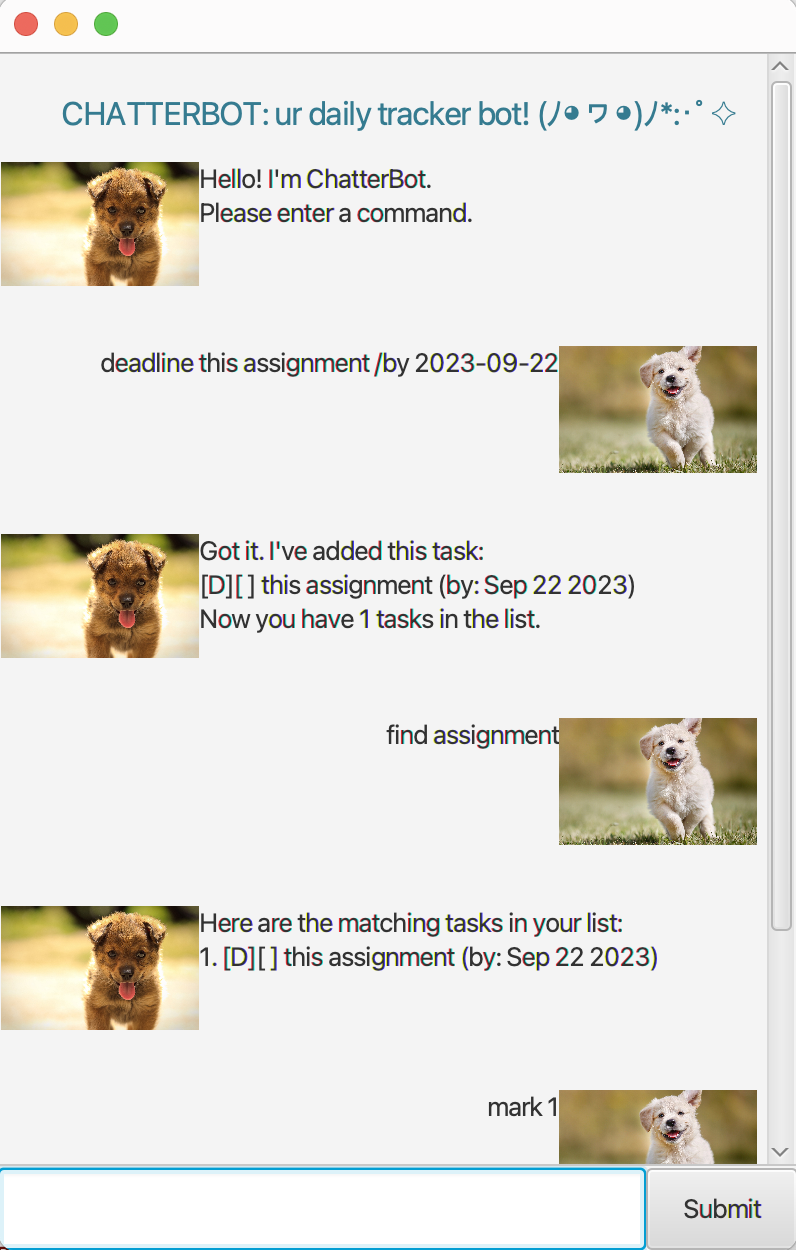 CHATTERBOT: ur daily tracker bot! (ﾉ◕ ヮ ◕)ﾉ*:･ﾟ✧
Hello! I'm ChatterBot.
Please enter a command.
deadline this assignment /by 2023-09-22
Got it. I've added this task:
[D][ ] this assignment (by: Sep 22 2023)
Now you have 1 tasks in the list.
find assignment
Here are the matching tasks in your list:
1. [D][ ] this assignment (by: Sep 22 2023)
mark 1
Submit